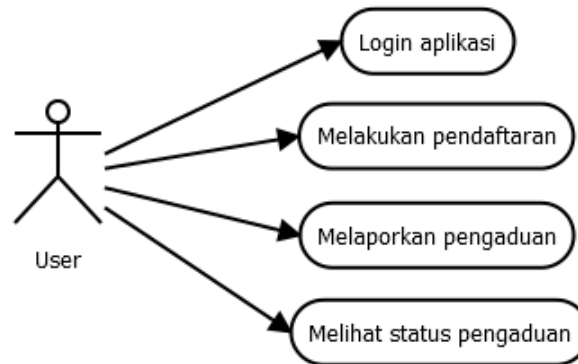 Login aplikasi
Melakukan pendaftaran
Melaporkan pengaduan
User
Melihat status pengaduan